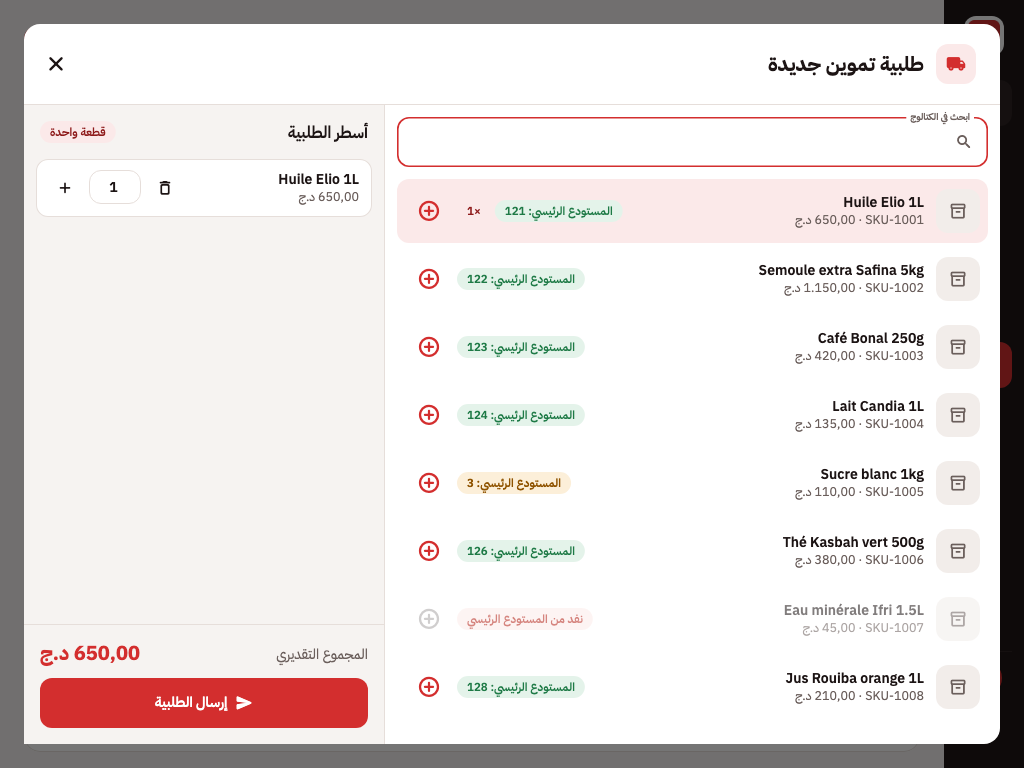 طلبية تموين جديدة
ابحث في الكتالوج
Huile Elio 1L
650,00 د.ج · SKU-1001
المستودع الرئيسي: 121
1×
Semoule extra Safina 5kg
1.150,00 د.ج · SKU-1002
المستودع الرئيسي: 122
Café Bonal 250g
420,00 د.ج · SKU-1003
المستودع الرئيسي: 123
Lait Candia 1L
135,00 د.ج · SKU-1004
المستودع الرئيسي: 124
Sucre blanc 1kg
110,00 د.ج · SKU-1005
المستودع الرئيسي: 3
Thé Kasbah vert 500g
380,00 د.ج · SKU-1006
المستودع الرئيسي: 126
Eau minérale Ifri 1.5L
45,00 د.ج · SKU-1007
نفد من المستودع الرئيسي
Jus Rouiba orange 1L
210,00 د.ج · SKU-1008
المستودع الرئيسي: 128
أسطر الطلبية
قطعة واحدة
Huile Elio 1L
650,00 د.ج
1
المجموع التقديري
650,00 د.ج
إرسال الطلبية